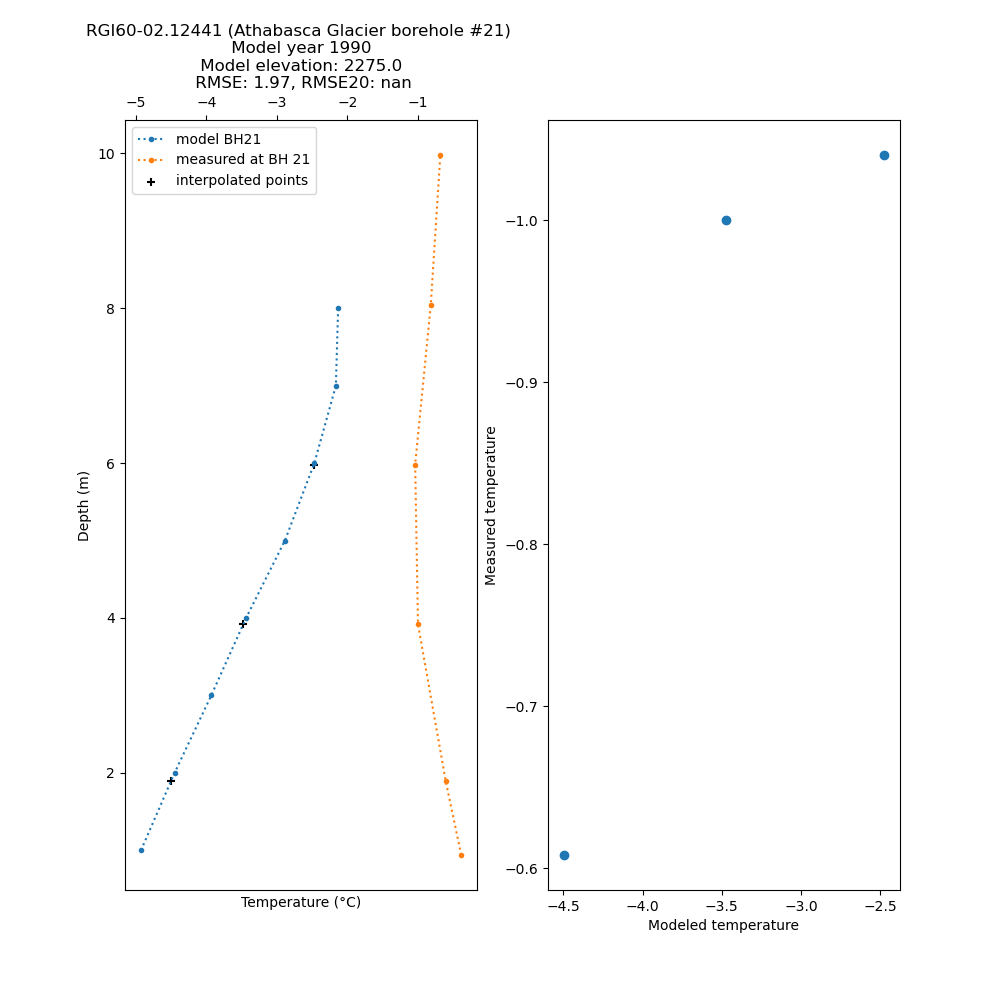 RGI60-02.12441 (Athabasca Glacier borehole #21)
Model year 1990
Model elevation: 2275.0
RMSE: 1.97, RMSE20: nan
−5 −4 −3 −2 −1
model BH21
measured at BH 21
interpolated points
10
8
6
4
2
Depth (m)
Temperature (°C)
−1.0
−0.9
−0.8
−0.7
−0.6
Measured temperature
−4.5 −4.0 −3.5 −3.0 −2.5
Modeled temperature